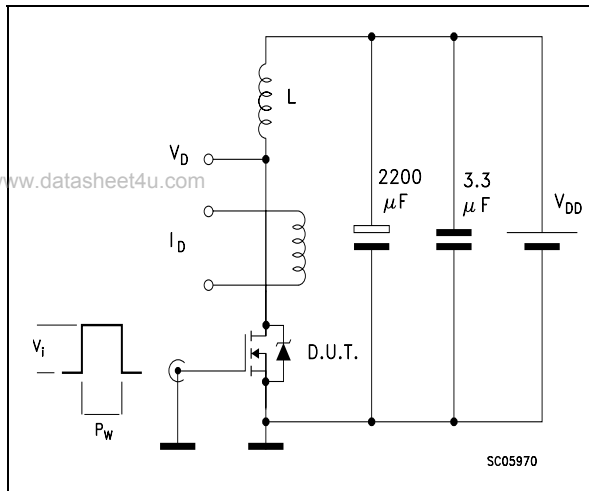 L
V_D
www.datasheet4u.com
2200
µF
3.3
µF
V_DD
I_D
V_i
D.U.T.
P_W
SC05970